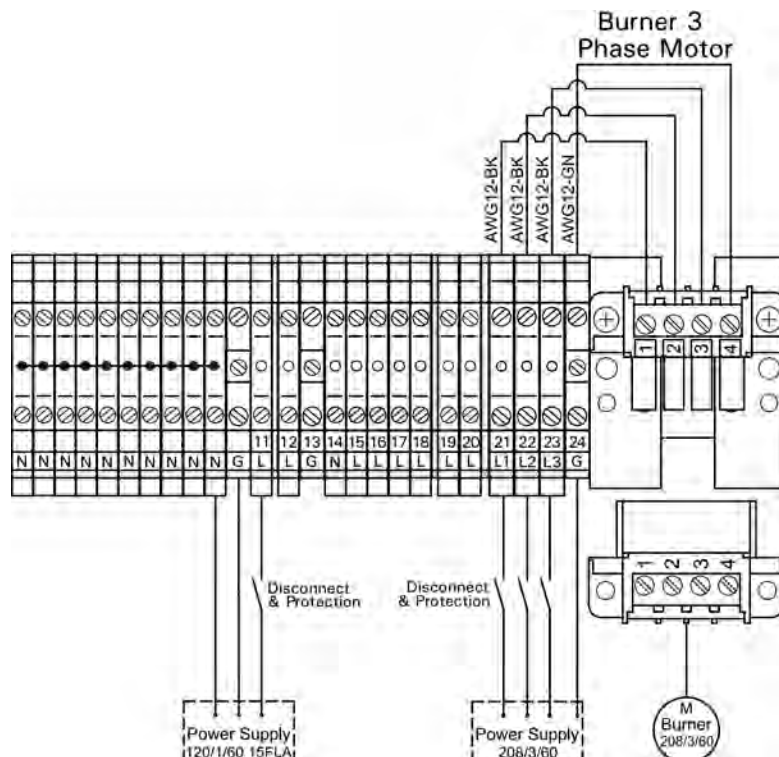 Burner 3
Phase Motor
AWG12-BK
AWG12-BK
AWG12-BK
AWG12-GN
1 2 3 4
11 12 13 14 15 16 17 18 19 20 21 22 23 24
N N N N N N N N N N G L L G N L L L L L L L1 L2 L3 G
1 2 3 4
Disconnect
& Protection
Disconnect
& Protection
Power Supply
120/1/60 15FLA
Power Supply
208/3/60
M
Burner
208/3/60